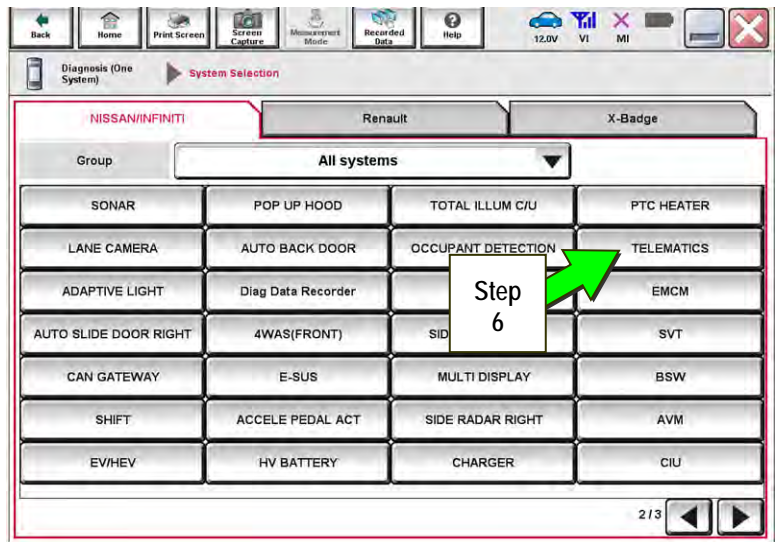 Back
Home
Print Screen
Screen Capture
Measurement Mode
Recorded Data
Help
12.0V
VI
MI
Diagnosis (One System)
System Selection
NISSAN/INFINITI
Renault
X-Badge
Group
All systems
SONAR
POP UP HOOD
TOTAL ILLUM C/U
PTC HEATER
LANE CAMERA
AUTO BACK DOOR
OCCUPANT DETECTION
TELEMATICS
ADAPTIVE LIGHT
Diag Data Recorder
Step
6
EMCM
AUTO SLIDE DOOR RIGHT
4WAS(FRONT)
SID
SVT
CAN GATEWAY
E-SUS
MULTI DISPLAY
BSW
SHIFT
ACCELE PEDAL ACT
SIDE RADAR RIGHT
AVM
EV/HEV
HV BATTERY
CHARGER
CIU
2/3